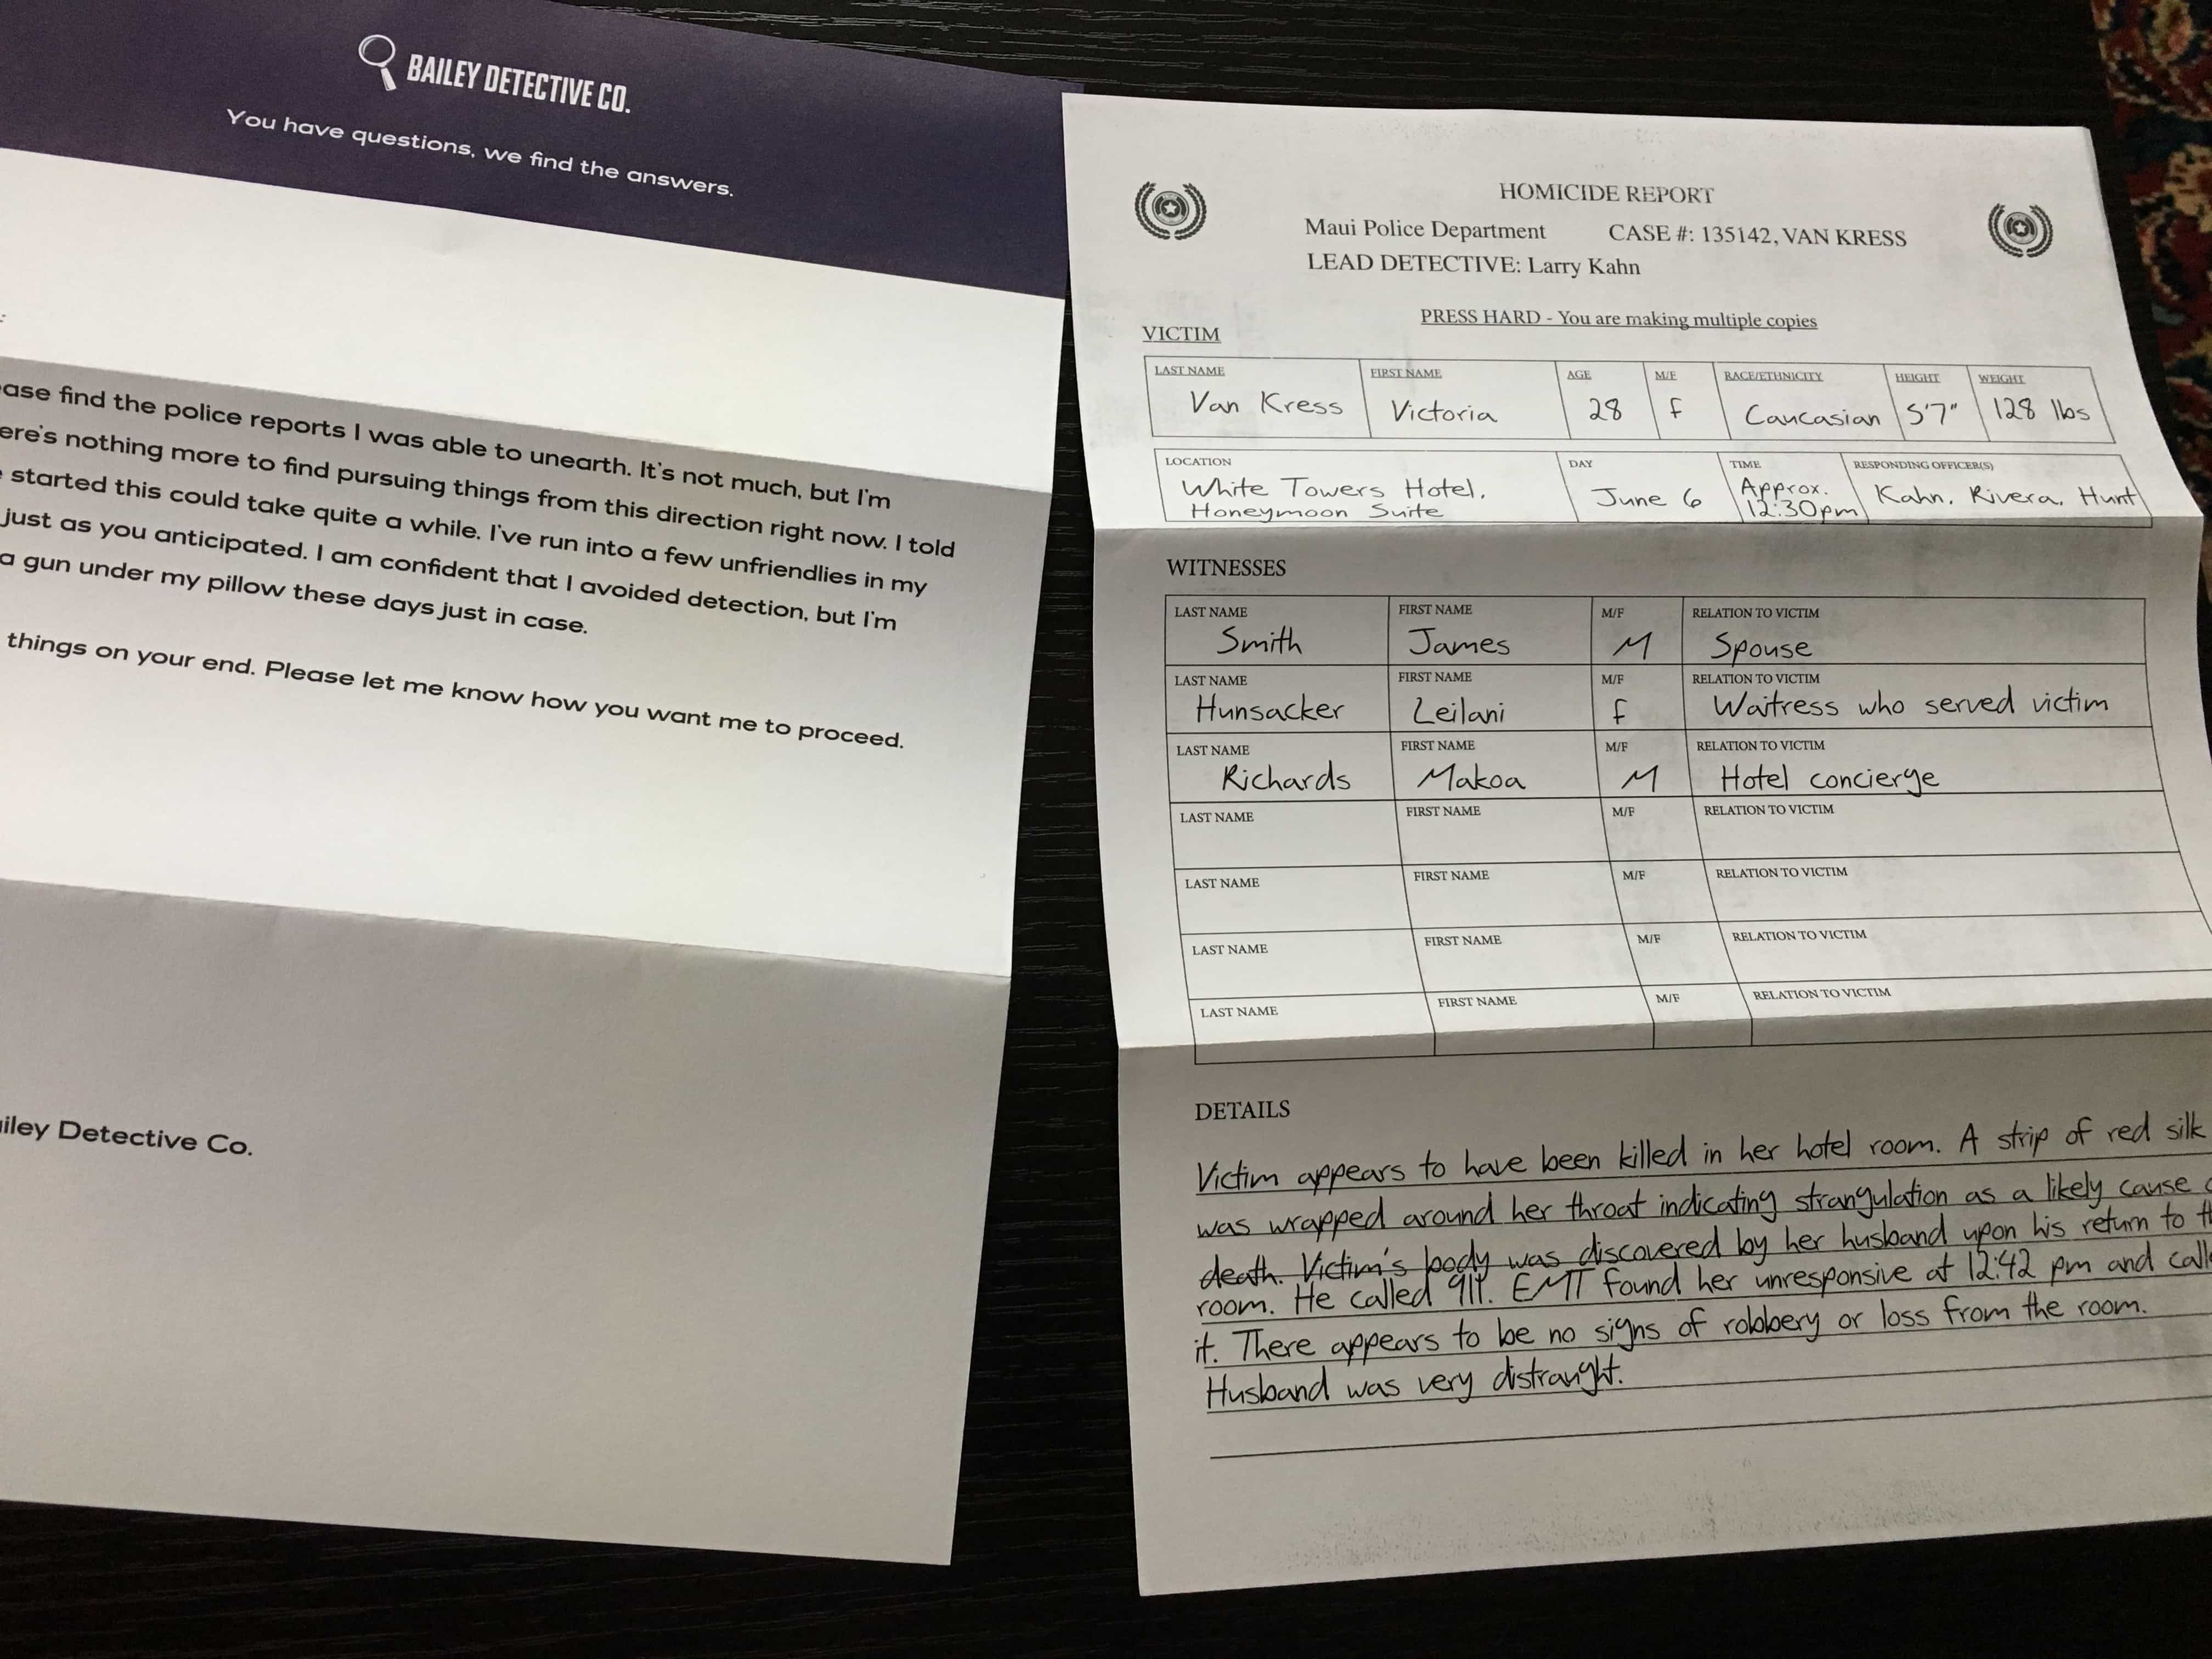 BAILEY DETECTIVE CO.
You have questions, we find the answers.
:
ase find the police reports I was able to unearth. It's not much, but I'm
ere's nothing more to find pursuing things from this direction right now. I told
started this could take quite a while. I've run into a few unfriendlies in my
just as you anticipated. I am confident that I avoided detection, but I'm
a gun under my pillow these days just in case.
things on your end. Please let me know how you want me to proceed.
iley Detective Co.
HOMICIDE REPORT
Maui Police Department CASE #: 135142, VAN KRESS
LEAD DETECTIVE: Larry Kahn
PRESS HARD - You are making multiple copies
VICTIM
LAST NAME FIRST NAME AGE M/F RACE/ETHNICITY HEIGHT WEIGHT
Van Kress Victoria 28 F Caucasian 5'7" 128 lbs
LOCATION DAY TIME RESPONDING OFFICER(S)
White Towers Hotel, Honeymoon Suite June 6 Approx. 12:30pm Kahn, Rivera, Hunt
WITNESSES
LAST NAME FIRST NAME M/F RELATION TO VICTIM
Smith James M Spouse
LAST NAME FIRST NAME M/F RELATION TO VICTIM
Hunsacker Leilani F Waitress who served victim
LAST NAME FIRST NAME M/F RELATION TO VICTIM
Richards Makoa M Hotel concierge
LAST NAME FIRST NAME M/F RELATION TO VICTIM
LAST NAME FIRST NAME M/F RELATION TO VICTIM
LAST NAME FIRST NAME M/F RELATION TO VICTIM
LAST NAME FIRST NAME M/F RELATION TO VICTIM
DETAILS
Victim appears to have been killed in her hotel room. A strip of red silk
was wrapped around her throat indicating strangulation as a likely cause
death. Victim's body was discovered by her husband upon his return to th
room. He called 911. EMT found her unresponsive at 12:42 pm and call
it. There appears to be no signs of robbery or loss from the room.
Husband was very distraught.